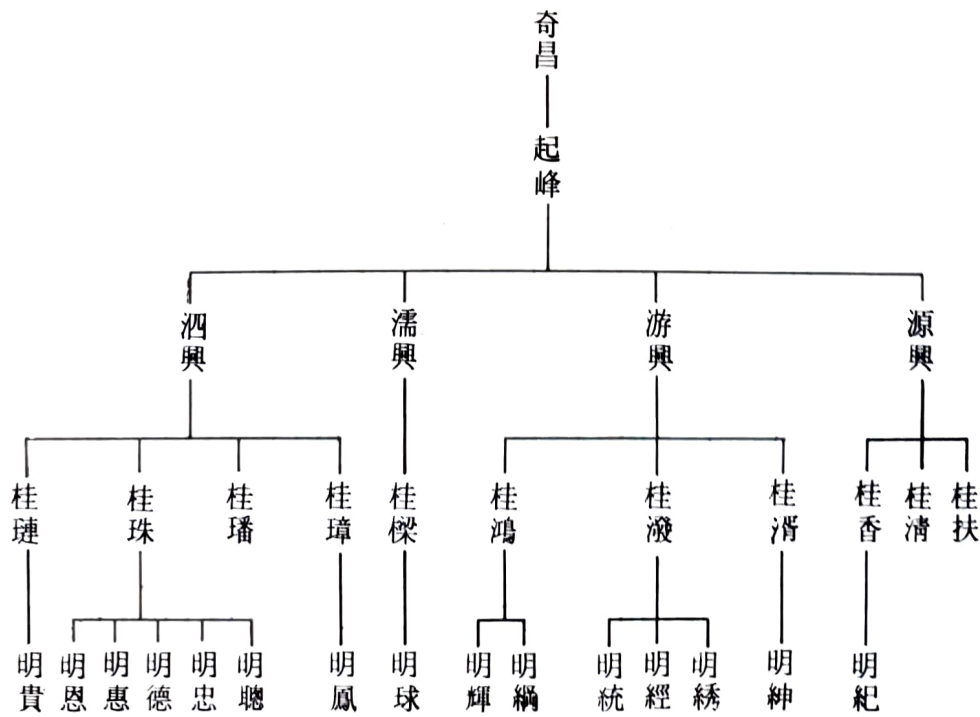 奇昌
起峰
源興
游興
濡興
泗興
桂扶
桂清
桂香
桂湑
桂潑
桂鴻
桂樑
桂璋
桂璠
桂珠
桂璉
明紀
明紳
明綉
明經
明統
明綱
明輝
明球
明鳳
明聰
明忠
明德
明惠
明恩
明貴